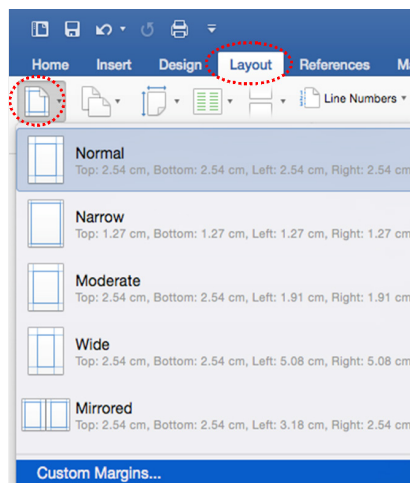 Home Insert Design Layout References
Line Numbers
Normal
Top: 2.54 cm, Bottom: 2.54 cm, Left: 2.54 cm, Right: 2.54 cm
Narrow
Top: 1.27 cm, Bottom: 1.27 cm, Left: 1.27 cm, Right: 1.27 cm
Moderate
Top: 2.54 cm, Bottom: 2.54 cm, Left: 1.91 cm, Right: 1.91 cm
Wide
Top: 2.54 cm, Bottom: 2.54 cm, Left: 5.08 cm, Right: 5.08 cm
Mirrored
Top: 2.54 cm, Bottom: 2.54 cm, Left: 3.18 cm, Right: 2.54 cm
Custom Margins...